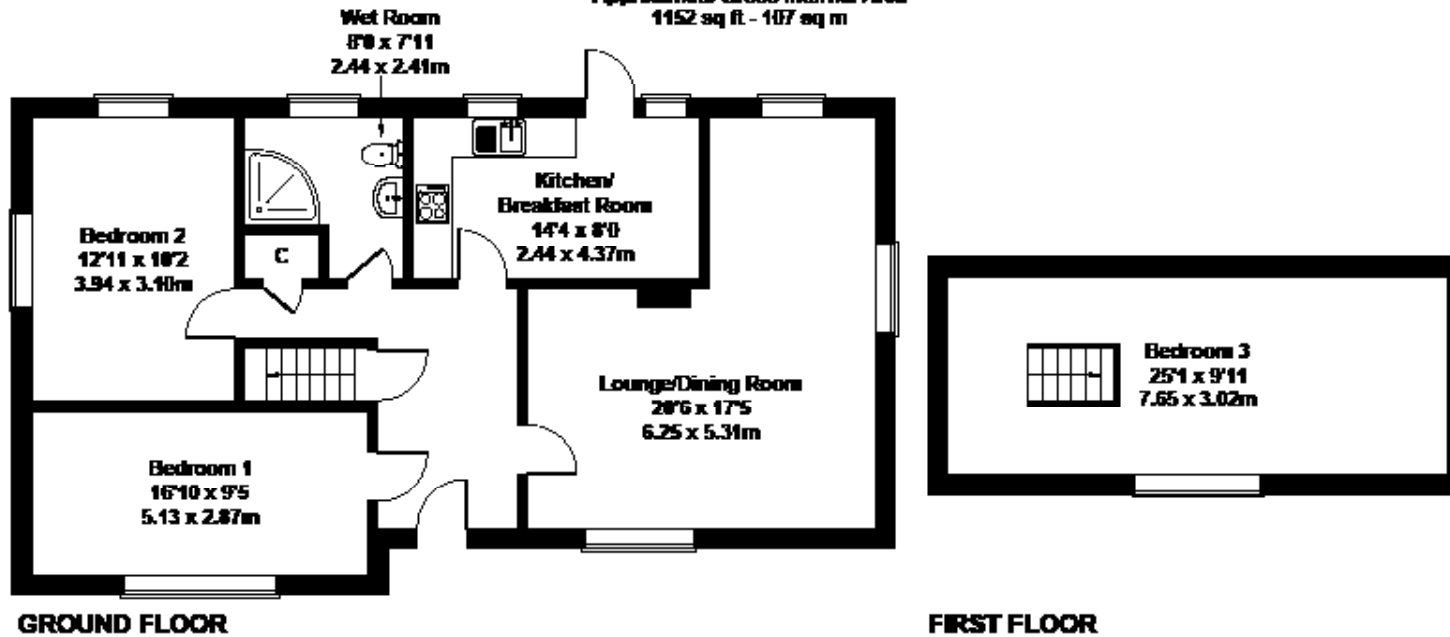 1152 sq ft - 107 sq m
Wet Room
8'0 x 7'11
2.44 x 2.41m
Kitchen/
Breakfast Room
14'4 x 8'0
2.44 x 4.37m
Bedroom 2
12'11 x 10'2
3.94 x 3.10m
C
Lounge/Dining Room
20'6 x 17'5
6.25 x 5.31m
Bedroom 1
16'10 x 9'5
5.13 x 2.87m
Bedroom 3
25'1 x 9'11
7.65 x 3.02m
GROUND FLOOR
FIRST FLOOR